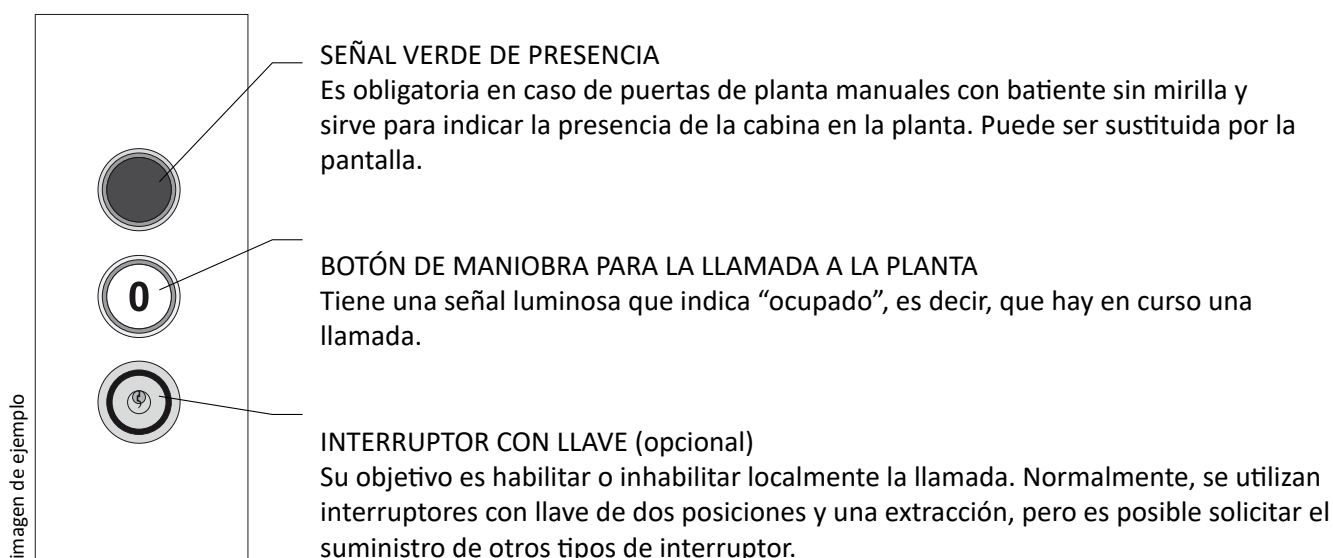 SEÑAL VERDE DE PRESENCIA
Es obligatoria en caso de puertas de planta manuales con batiente sin mirilla y
sirve para indicar la presencia de la cabina en la planta. Puede ser sustituida por la
pantalla.
BOTÓN DE MANIOBRA PARA LA LLAMADA A LA PLANTA
Tiene una señal luminosa que indica “ocupado”, es decir, que hay en curso una
llamada.
0
INTERRUPTOR CON LLAVE (opcional)
Su objetivo es habilitar o inhabilitar localmente la llamada. Normalmente, se utilizan
interruptores con llave de dos posiciones y una extracción, pero es posible solicitar el
suministro de otros tipos de interruptor.
imagen de ejemplo